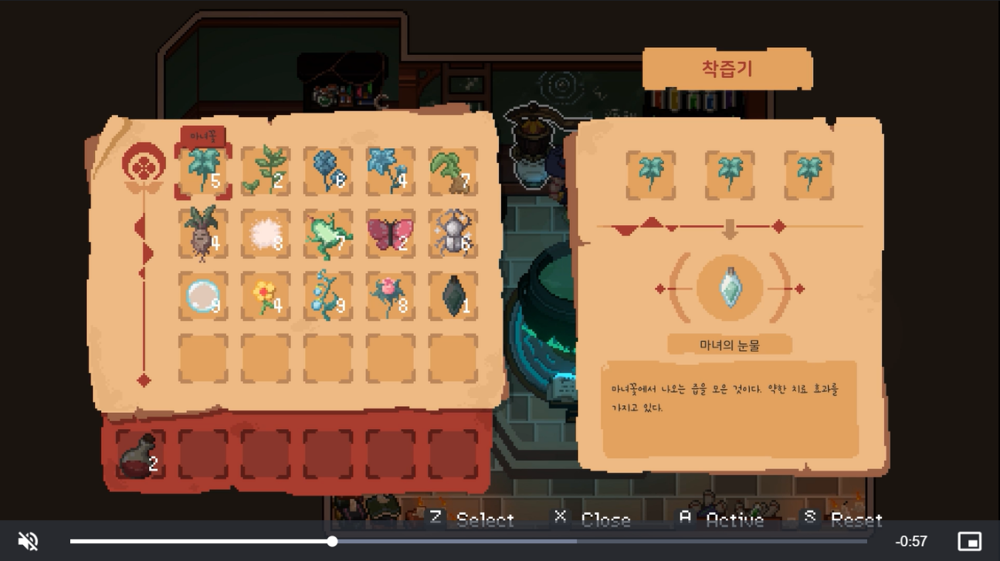 착즙기
마녀꽃
5 2 6 4 7
4 8 7 2 6
9 4 9 8 1
마녀의 눈물
마녀꽃에서 나오는 즙을 모은 것이다. 약한 치료 효과를
가지고 있다.
2
Z Select X Close A Active S Reset
-0:57